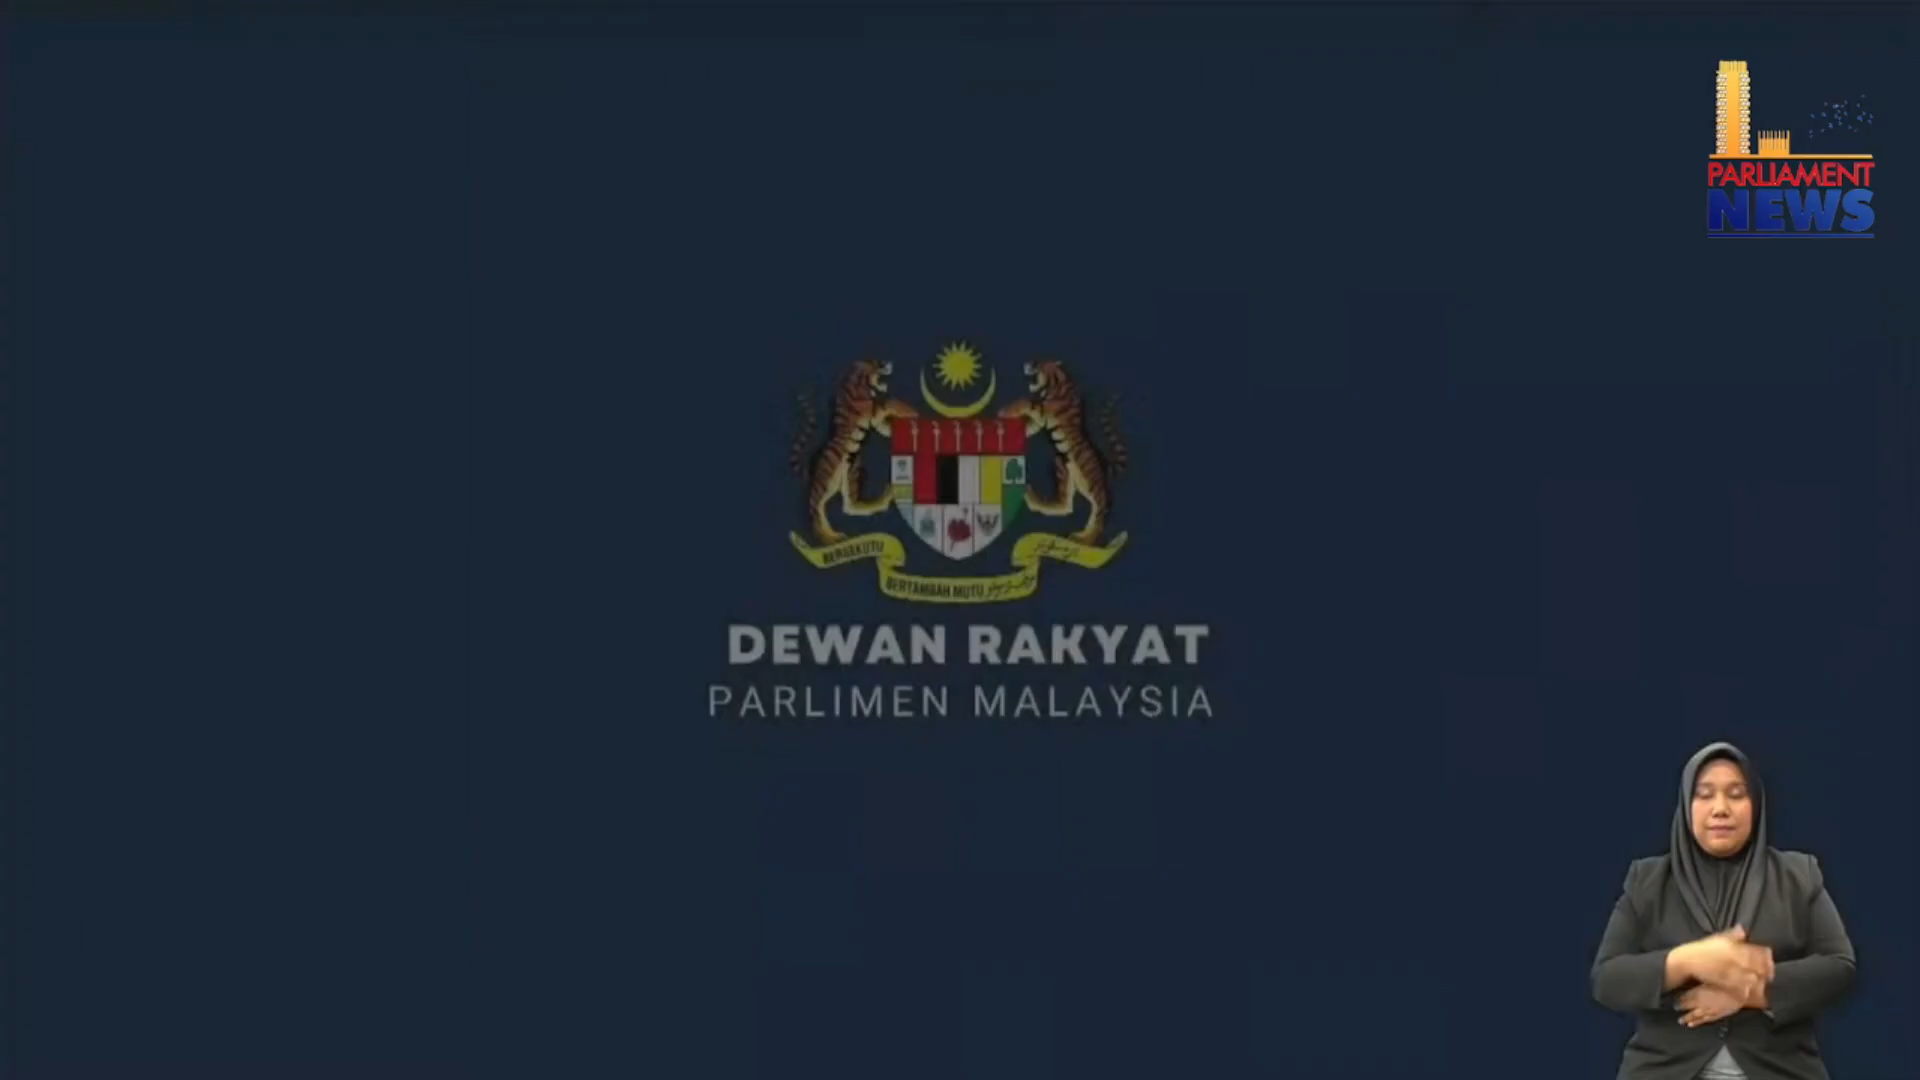 PARLIAMENT
NEWS
BERSEKUTU
BERTAMBAH MUTU
DEWAN RAKYAT
PARLIMEN MALAYSIA